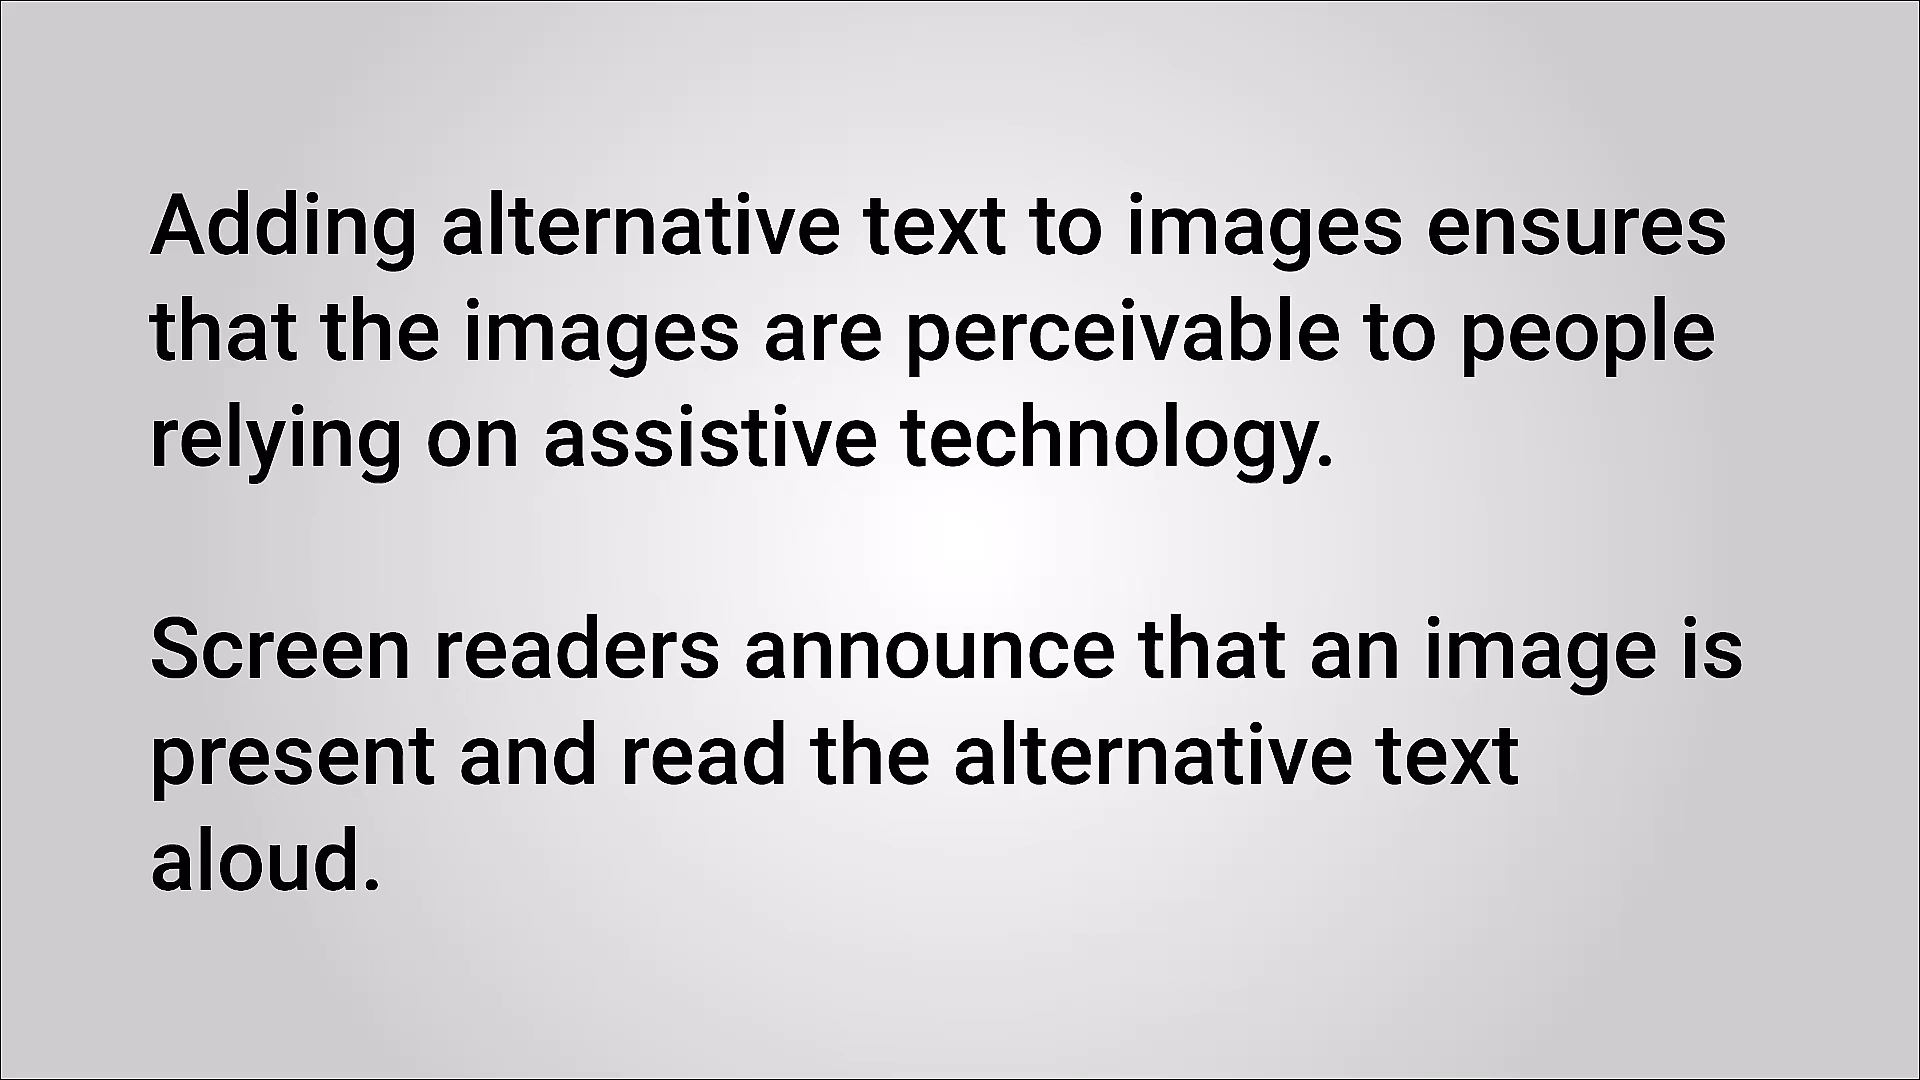 Adding alternative text to images ensures
that the images are perceivable to people
relying on assistive technology.
Screen readers announce that an image is
present and read the alternative text
aloud.